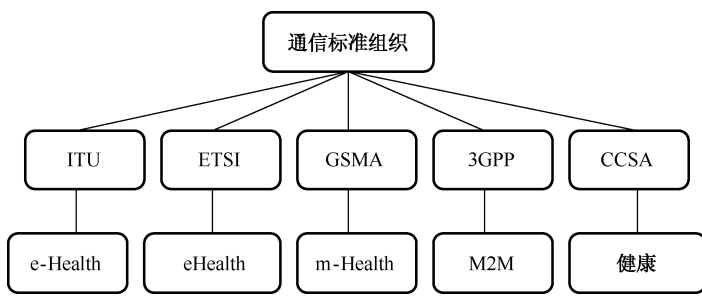 通信标准组织
ITU
ETSI
GSMA
3GPP
CCSA
e-Health
eHealth
m-Health
M2M
健康